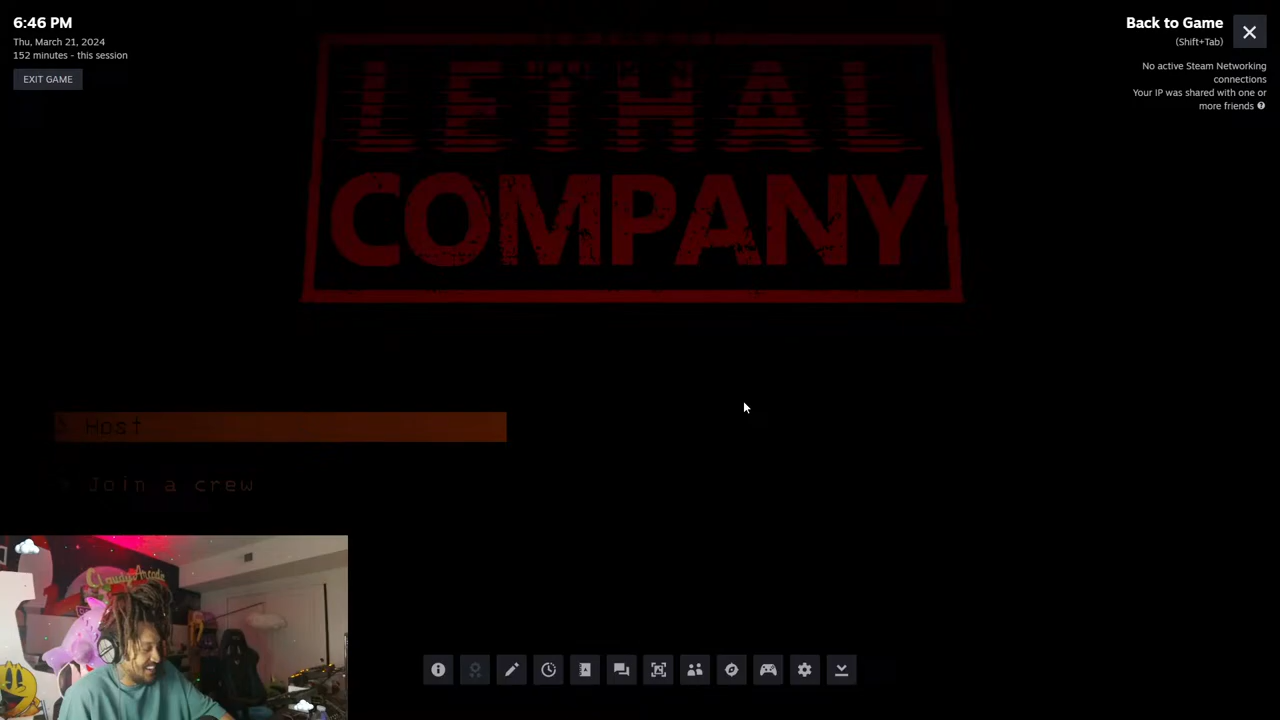 6:46 PM
Thu, March 21, 2024
152 minutes - this session
EXIT GAME
Back to Game
(Shift+Tab)
No active Steam Networking
connections
Your IP was shared with one or
more friends
LETHAL
COMPANY
Host
Join a crew
CloudyArcade